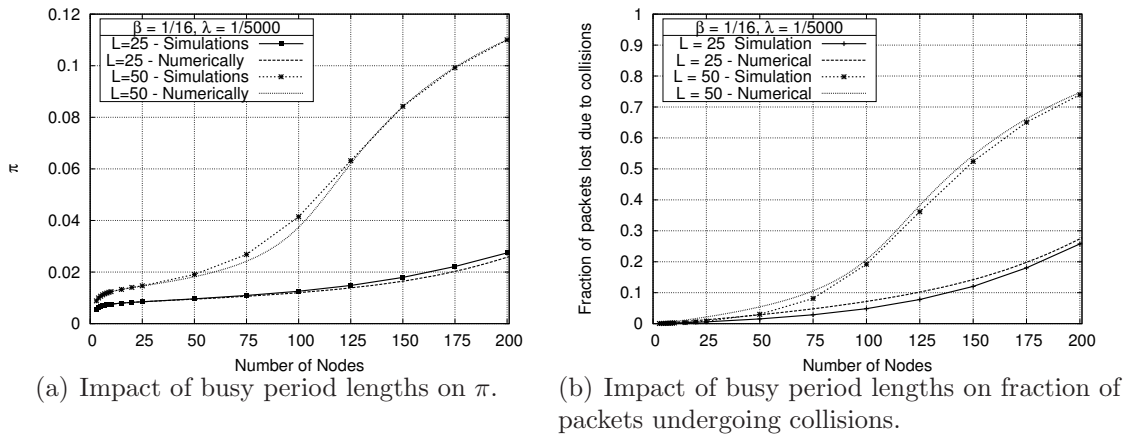 β = 1/16, λ = 1/5000
L=25 - Simulations
L=25 - Numerically
L=50 - Simulations
L=50 - Numerically
0.12
0.1
0.08
0.06
0.04
0.02
0
π
0 25 50 75 100 125 150 175 200
Number of Nodes
(a) Impact of busy period lengths on π.
β = 1/16, λ = 1/5000
L = 25 Simulation
L = 25 - Numerical
L = 50 - Simulation
L = 50 - Numerical
1
0.9
0.8
0.7
0.6
0.5
0.4
0.3
0.2
0.1
0
Fraction of packets lost due to collisions
0 25 50 75 100 125 150 175 200
Number of Nodes
(b) Impact of busy period lengths on fraction of
packets undergoing collisions.